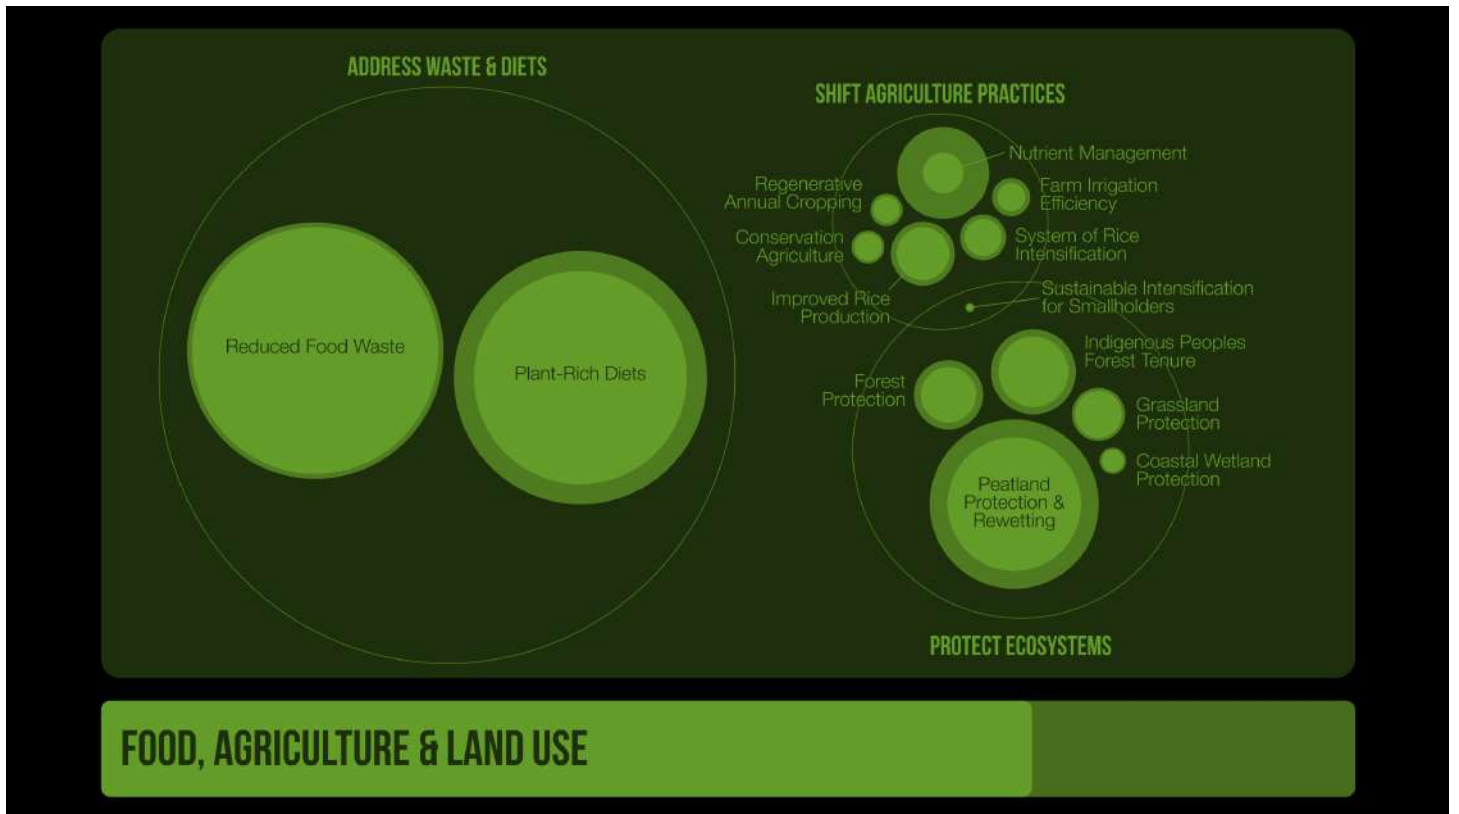 ADDRESS WASTE & DIETS
Reduced Food Waste
Plant-Rich Diets
SHIFT AGRICULTURE PRACTICES
Nutrient Management
Regenerative
Annual Cropping
Farm Irrigation
Efficiency
Conservation
Agriculture
System of Rice
Intensification
Improved Rice
Production
Sustainable Intensification
for Smallholders
Indigenous Peoples
Forest Tenure
Forest
Protection
Grassland
Protection
Coastal Wetland
Protection
Peatland
Protection &
Rewetting
PROTECT ECOSYSTEMS
FOOD, AGRICULTURE & LAND USE